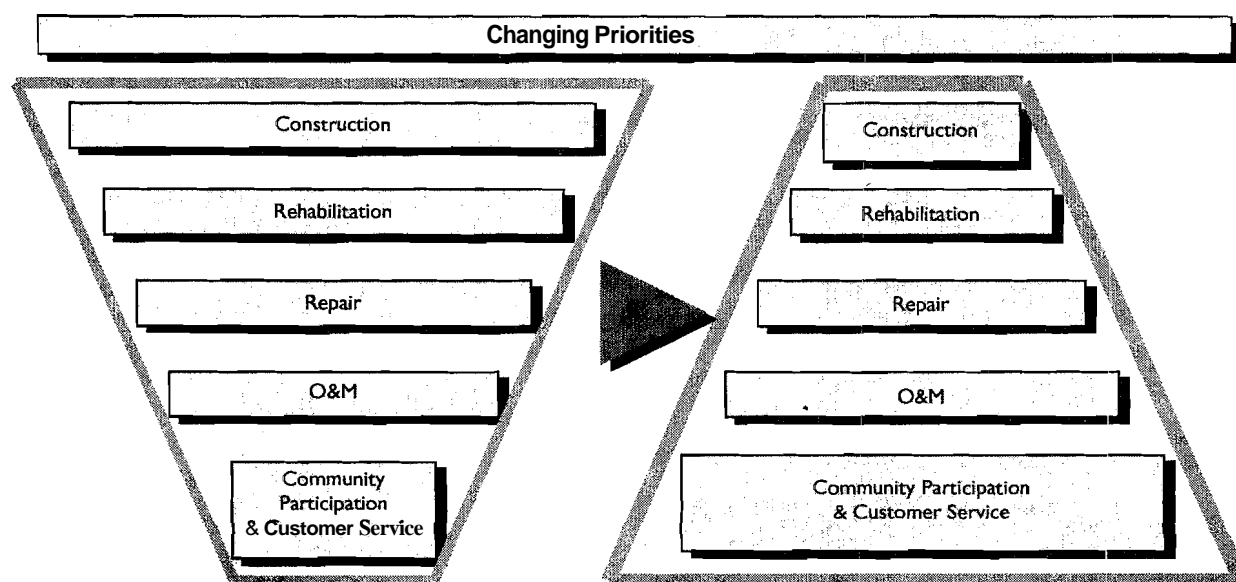 Changing Priorities
Construction
Rehabilitation
Repair
O&M
Community
Participation
& Customer Service
Construction
Rehabilitation
Repair
O&M
Community Participation
& Customer Service